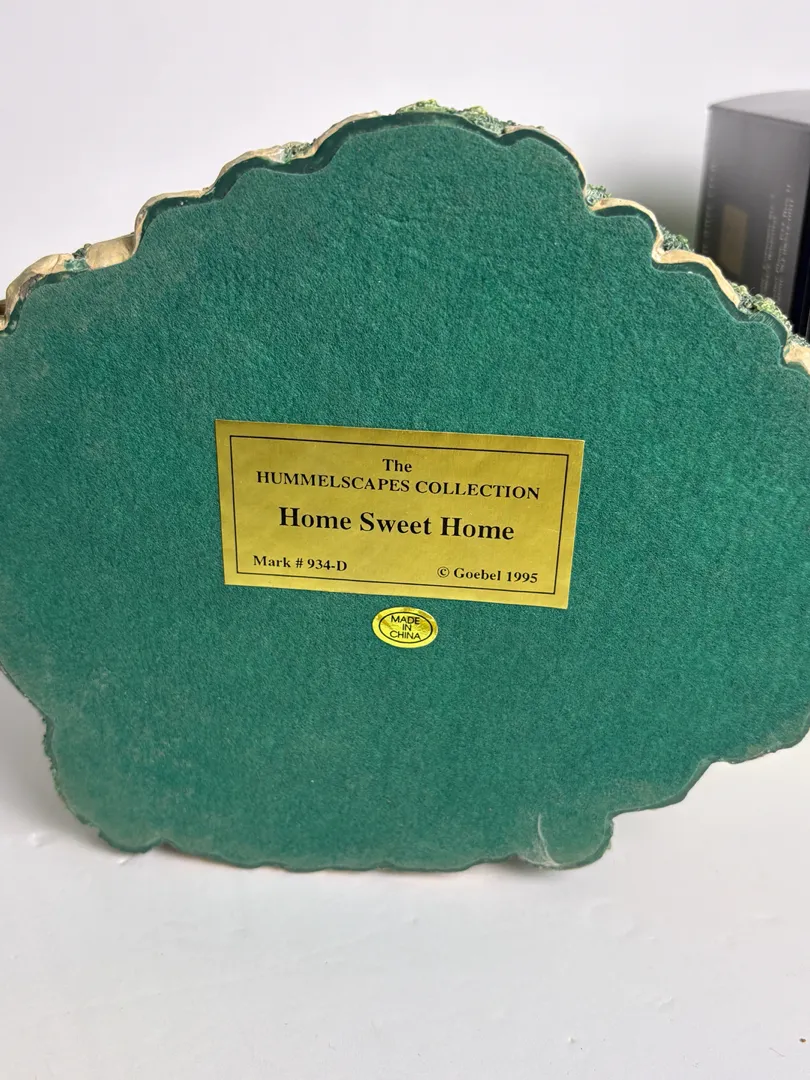 The
HUMMELSCAPES COLLECTION
Home Sweet Home
Mark # 934-D © Goebel 1995
MADE
IN
CHINA